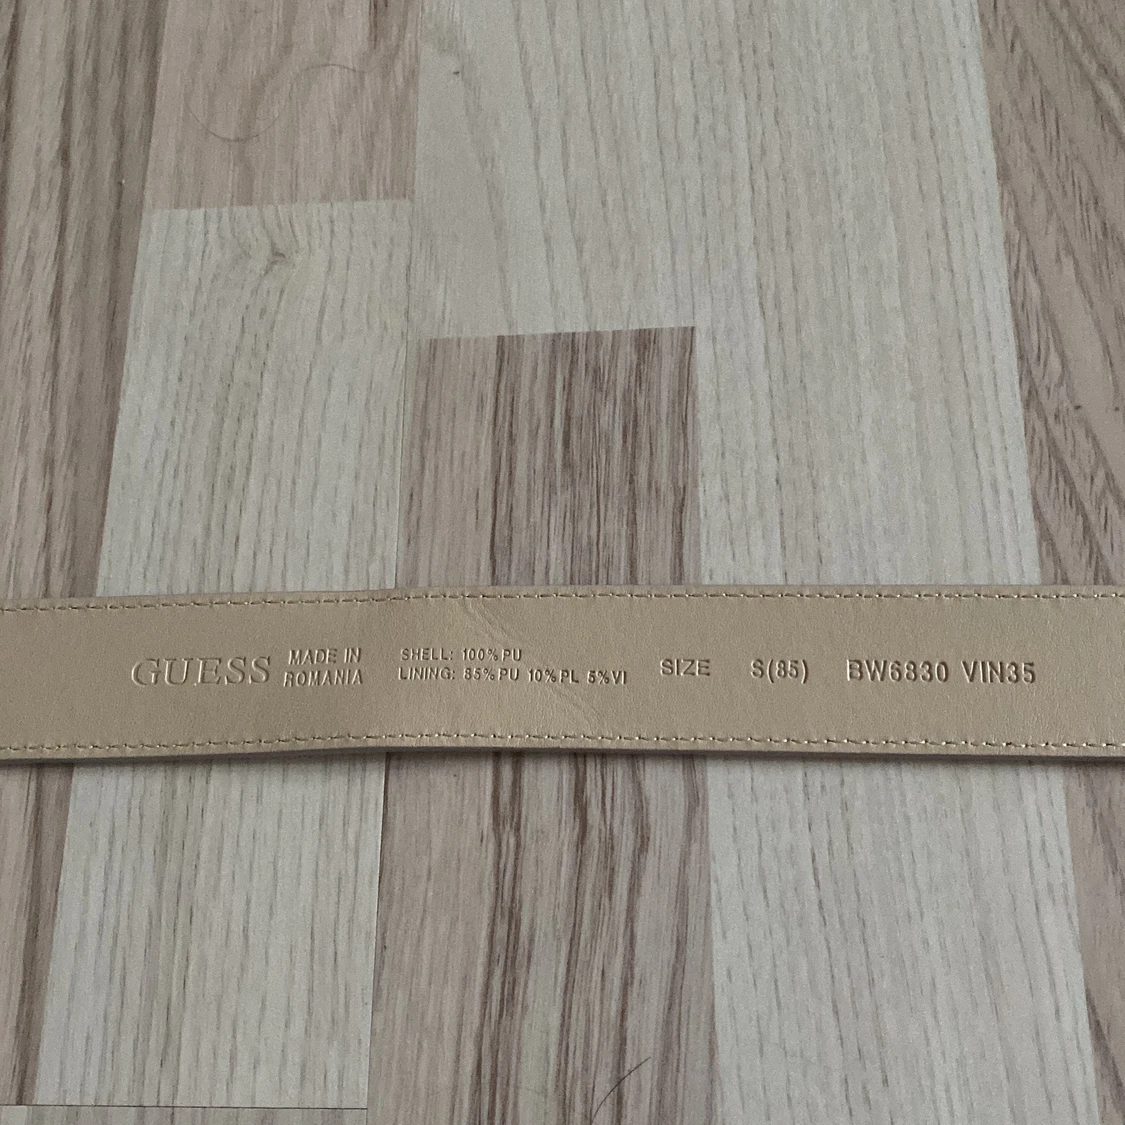 GUESS
MADE IN
ROMANIA
SHELL: 100% PU
LINING: 85% PU 10% PL 5% VI
SIZE S(85) BW6830 VIN35